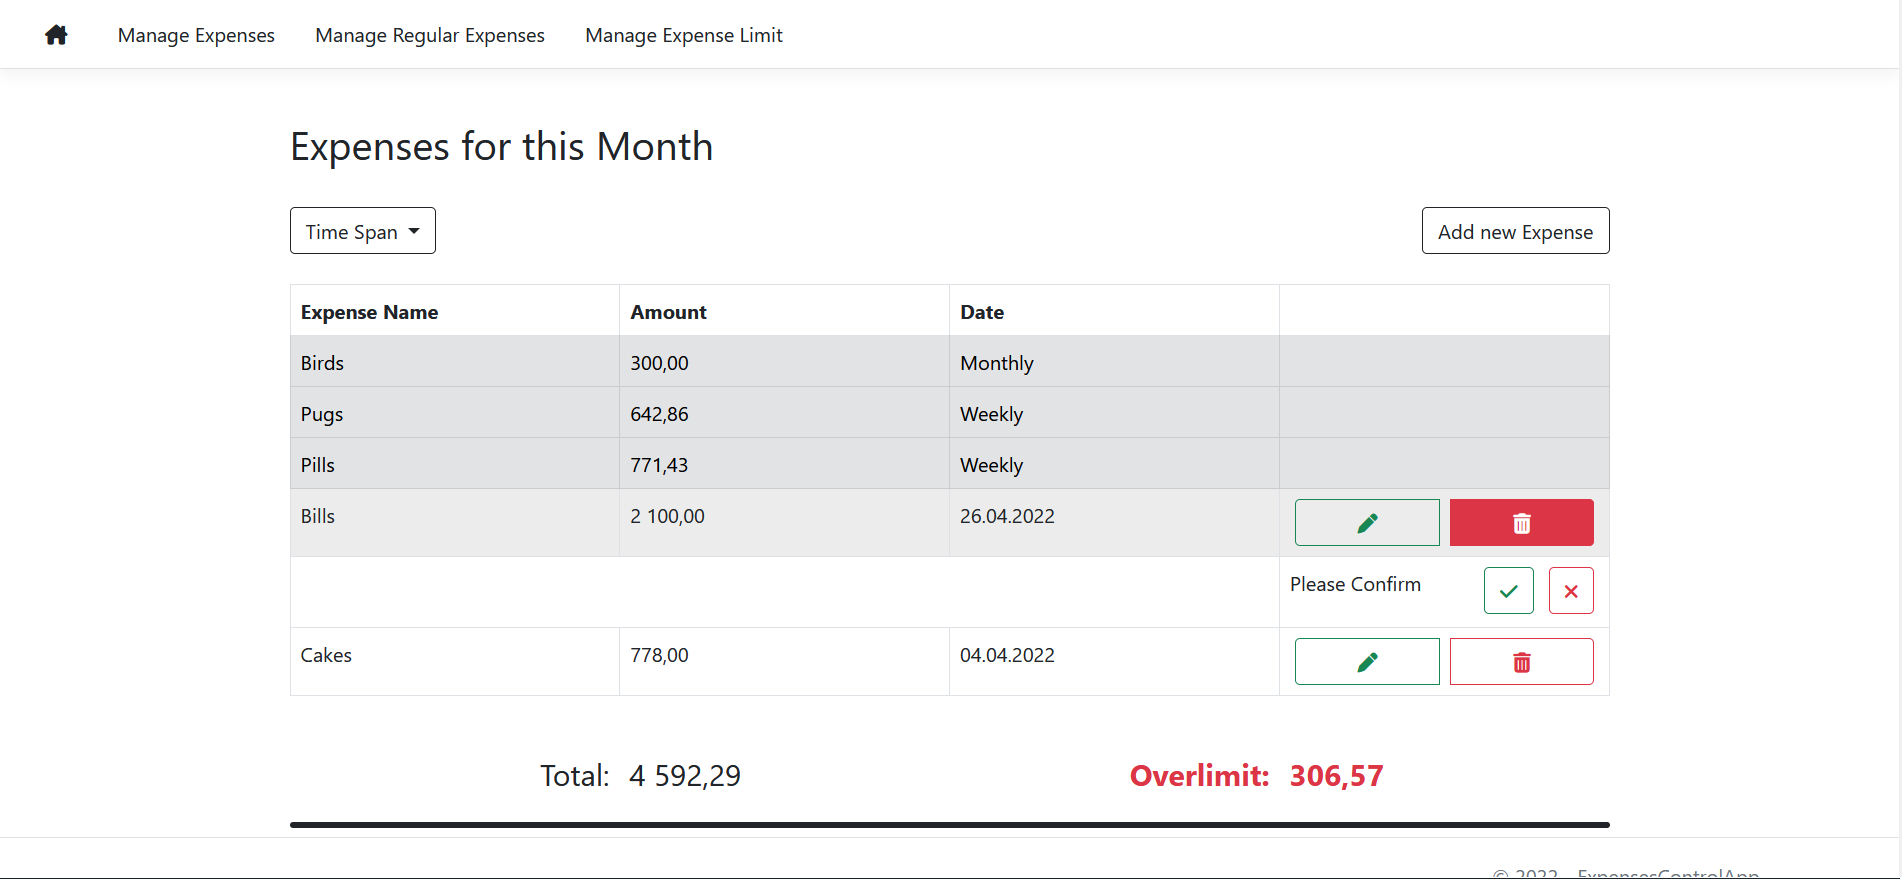 Manage Expenses Manage Regular Expenses Manage Expense Limit
Expenses for this Month
Time Span Add new Expense
Expense Name Amount Date
Birds 300,00 Monthly
Pugs 642,86 Weekly
Pills 771,43 Weekly
Bills 2 100,00 26.04.2022
Please Confirm
Cakes 778,00 04.04.2022
Total: 4 592,29 Overlimit: 306,57
© 2022 - ExpensesControlApp